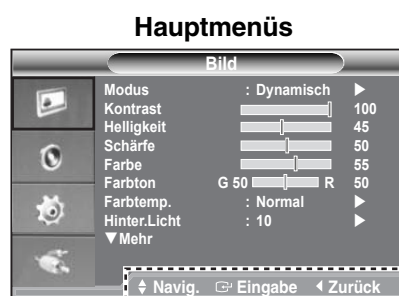 Hauptmenüs
Bild
Modus : Dynamisch ▶
Kontrast 100
Helligkeit 45
Schärfe 50
Farbe 55
Farbton G 50 R 50
Farbtemp. : Normal ▶
Hinter.Licht : 10 ▶
▼Mehr
Navig. Eingabe Zurück